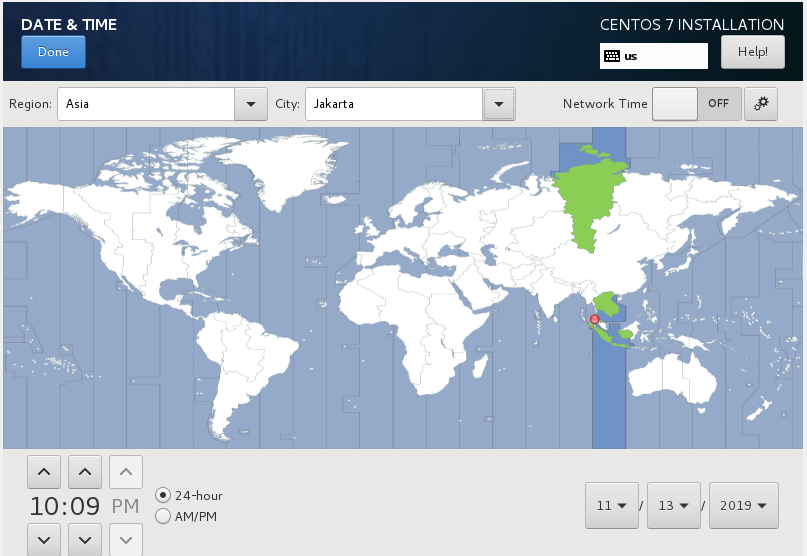 DATE & TIME
CENTOS 7 INSTALLATION
Done
us
Help!
Region: Asia City: Jakarta Network Time OFF
10:09 PM
24-hour
AM/PM
11 / 13 / 2019